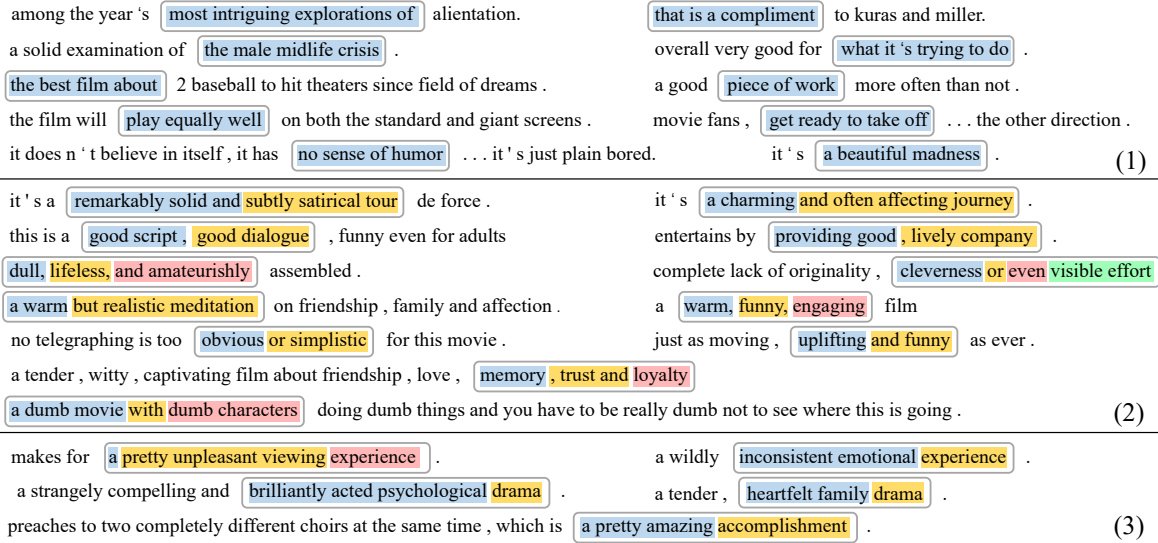 among the year 's most intriguing explorations of alientation.
that is a compliment to kuras and miller.
a solid examination of the male midlife crisis .
overall very good for what it 's trying to do .
the best film about 2 baseball to hit theaters since field of dreams .
a good piece of work more often than not .
the film will play equally well on both the standard and giant screens .
movie fans , get ready to take off . . . the other direction .
it does n ' t believe in itself , it has no sense of humor . . . it ' s just plain bored.
it ' s a beautiful madness .
(1)
it ' s a remarkably solid and subtly satirical tour de force .
it ' s a charming and often affecting journey .
this is a good script , good dialogue , funny even for adults
entertains by providing good , lively company .
dull, lifeless, and amateurishly assembled .
complete lack of originality , cleverness or even visible effort
a warm but realistic meditation on friendship , family and affection .
a warm, funny, engaging film
no telegraphing is too obvious or simplistic for this movie .
just as moving , uplifting and funny as ever .
a tender , witty , captivating film about friendship , love , memory , trust and loyalty
a dumb movie with dumb characters doing dumb things and you have to be really dumb not to see where this is going .
(2)
makes for a pretty unpleasant viewing experience .
a wildly inconsistent emotional experience .
a strangely compelling and brilliantly acted psychological drama .
a tender , heartfelt family drama .
preaches to two completely different choirs at the same time , which is a pretty amazing accomplishment .
(3)